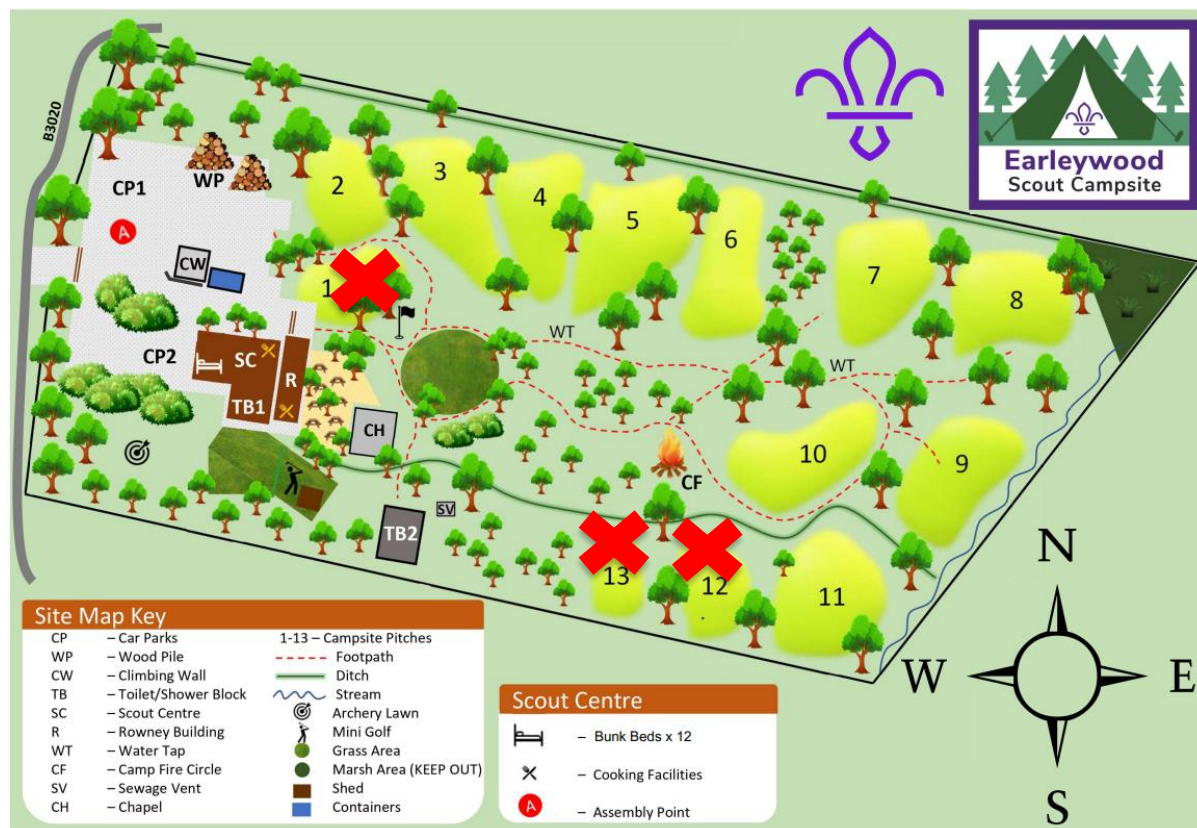 B3020
Earleywood
Scout Campsite
CP1
WP
A
CW
CP2
SC
R
TB1
CH
SV
TB2
CF
WT
WT
1
2
3
4
5
6
7
8
9
10
11
12
13
N
W
E
S
Site Map Key
CP – Car Parks
WP – Wood Pile
CW – Climbing Wall
TB – Toilet/Shower Block
SC – Scout Centre
R – Rowney Building
WT – Water Tap
CF – Camp Fire Circle
SV – Sewage Vent
CH – Chapel
1-13 – Campsite Pitches
Footpath
Ditch
Stream
Archery Lawn
Mini Golf
Grass Area
Marsh Area (KEEP OUT)
Shed
Containers
Scout Centre
– Bunk Beds x 12
– Cooking Facilities
A – Assembly Point